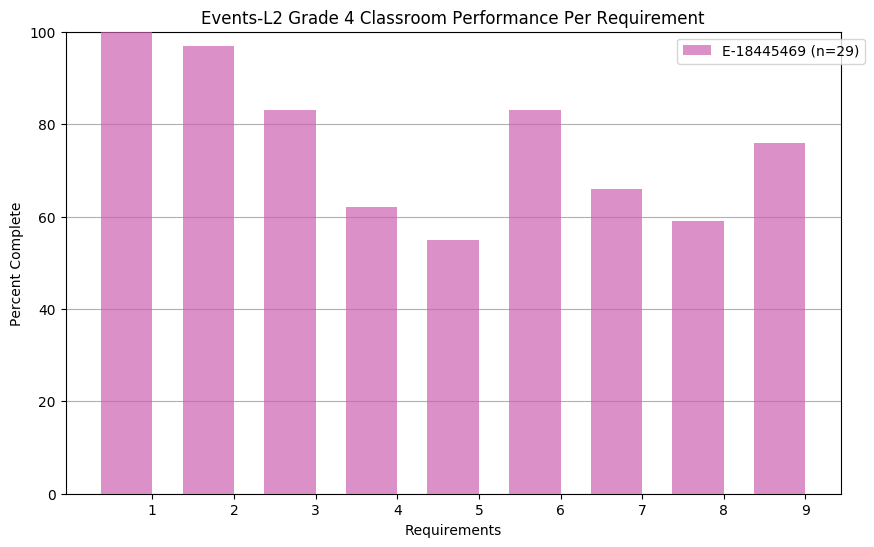 Events-L2 Grade 4 Classroom Performance Per Requirement
E-18445469 (n=29)
Percent Complete
100
80
60
40
20
0
1 2 3 4 5 6 7 8 9
Requirements